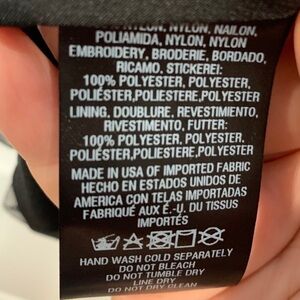 NYLON, NYLON, NAILON,
POLIAMIDA, NYLON, NYLON
EMBROIDERY, BRODERIE, BORDADO,
RICAMO, STICKEREI:
100% POLYESTER, POLYESTER,
POLIÉSTER,POLIESTERE,POLYESTER
LINING, DOUBLURE, REVESTIMIENTO,
RIVESTIMENTO, FUTTER:
100% POLYESTER, POLYESTER,
POLIÉSTER,POLIESTERE,POLYESTER
MADE IN USA OF IMPORTED FABRIC
HECHO EN ESTADOS UNIDOS DE
AMERICA CON TELAS IMPORTADAS
FABRIQUÉ AUX É.-U. DU TISSUS
IMPORTÉS
HAND WASH COLD SEPARATELY
DO NOT BLEACH
DO NOT TUMBLE DRY
LINE DRY
DO NOT DRY CLEAN